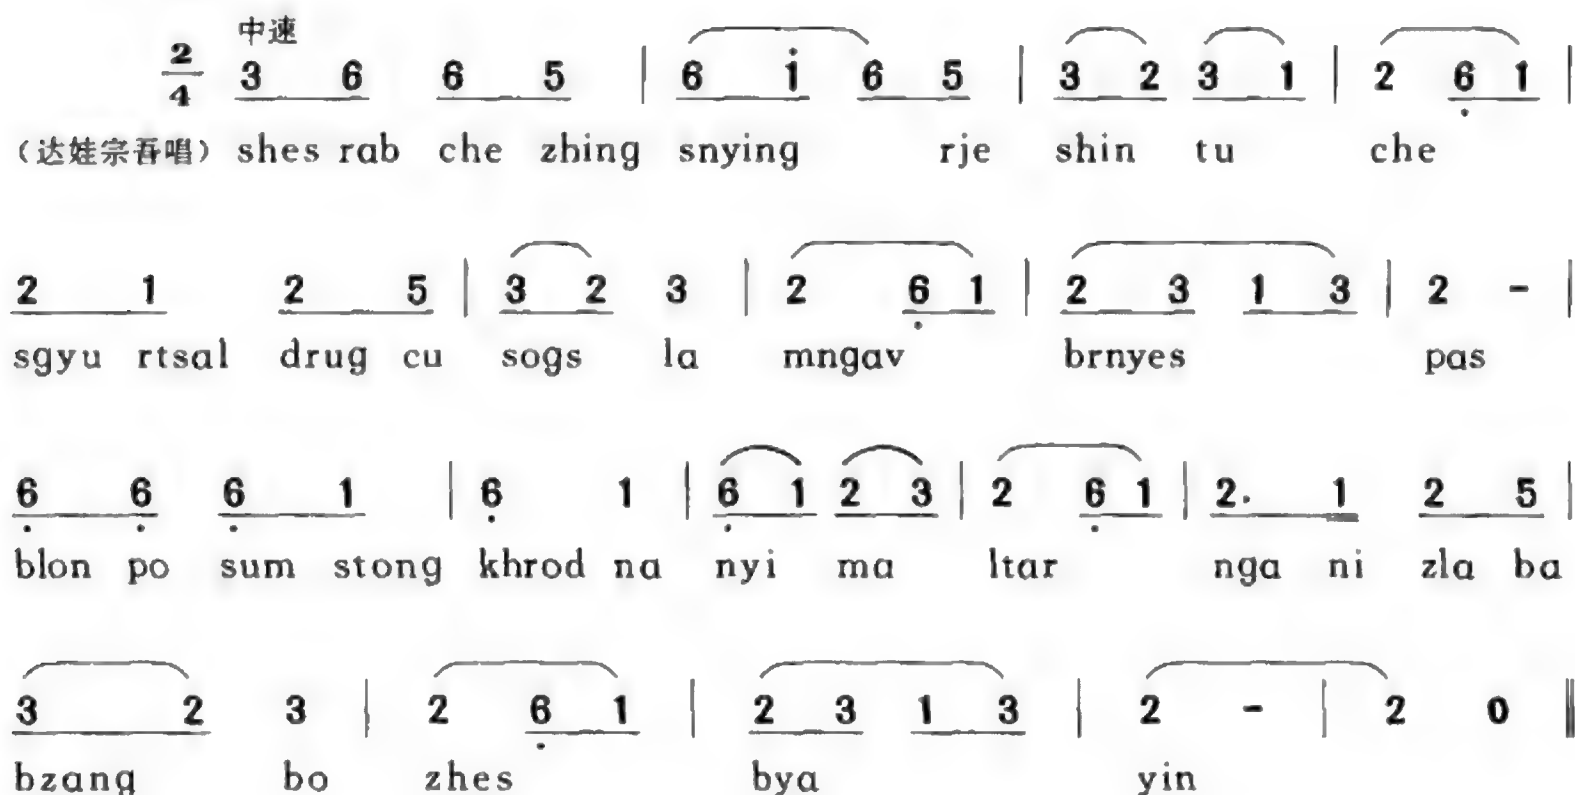 中速
2/4 3 6 6 5 | 6 i 6 5 | 3 2 3 1 | 2 6 1 |
（达娃宗吾唱） shes rab che zhing snying rje shin tu che
2 1 2 5 | 3 2 3 | 2 6 1 | 2 3 1 3 | 2 - |
sgyu rtsal drug cu sogs la mngav brnyes pas
6 6 6 1 | 6 1 | 6 1 2 3 | 2 6 1 | 2. 1 2 5 |
blon po sum stong khrod na nyi ma ltar nga ni zla ba
3 2 3 | 2 6 1 | 2 3 1 3 | 2 - | 2 0 ‖
bzang bo zhes bya yin